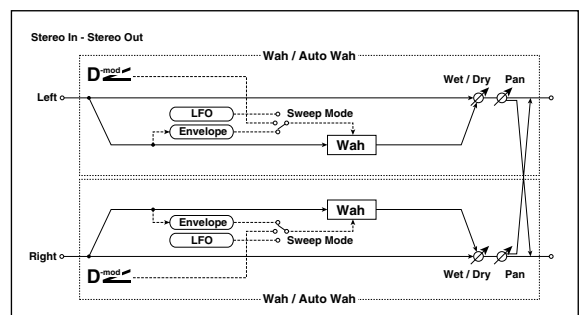 Stereo In - Stereo Out
Wah / Auto Wah
D-mod
Wet / Dry Pan
Left
LFO
Sweep Mode
Envelope
Wah
Wah
Envelope
Sweep Mode
LFO
Right
D-mod
Wet / Dry Pan
Wah / Auto Wah